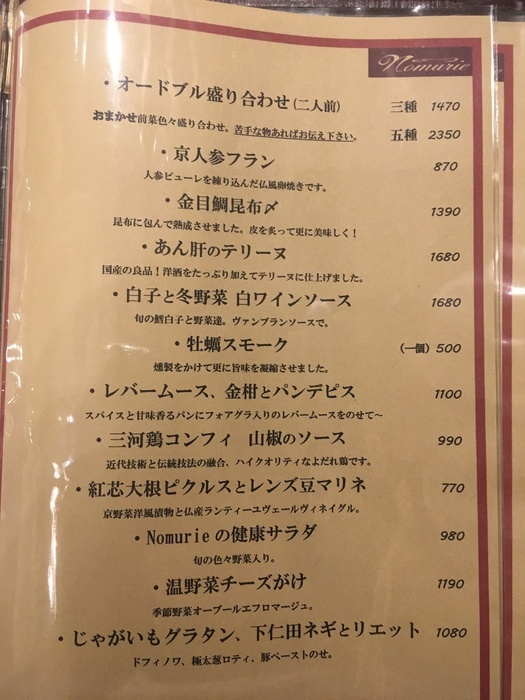 Nomurie
・オードブル盛り合わせ(二人前) 三種 1470
おまかせ前菜色々盛り合わせ。苦手な物あればお伝え下さい。 五種 2350
・京人参フラン 870
人参ピューレを練り込んだ仏風卵焼きです。
・金目鯛昆布〆 1390
昆布に包んで熟成させました。皮を炙って更に美味しく！
・あん肝のテリーヌ 1680
国産の良品！洋酒をたっぷり加えてテリーヌに仕上げました。
・白子と冬野菜 白ワインソース 1680
旬の鱈白子と野菜達。ヴァンブランソースで。
・牡蠣スモーク (一個) 500
燻製をかけて更に旨味を凝縮させました。
・レバームース、金柑とパンデピス 1100
スパイスと甘味香るパンにフォアグラ入りのレバームースをのせて～
・三河鶏コンフィ 山椒のソース 990
近代技術と伝統技法の融合、ハイクオリティなよだれ鶏です。
・紅芯大根ピクルスとレンズ豆マリネ 770
京野菜洋風漬物と仏産ランティーユヴェールヴィネイグル。
・Nomurieの健康サラダ 980
旬の色々野菜入り。
・温野菜チーズがけ 1190
季節野菜オーブールエフロマージュ。
・じゃがいもグラタン、下仁田ネギとリエット 1080
ドフィノワ、極太葱ロティ、豚ペーストのせ。